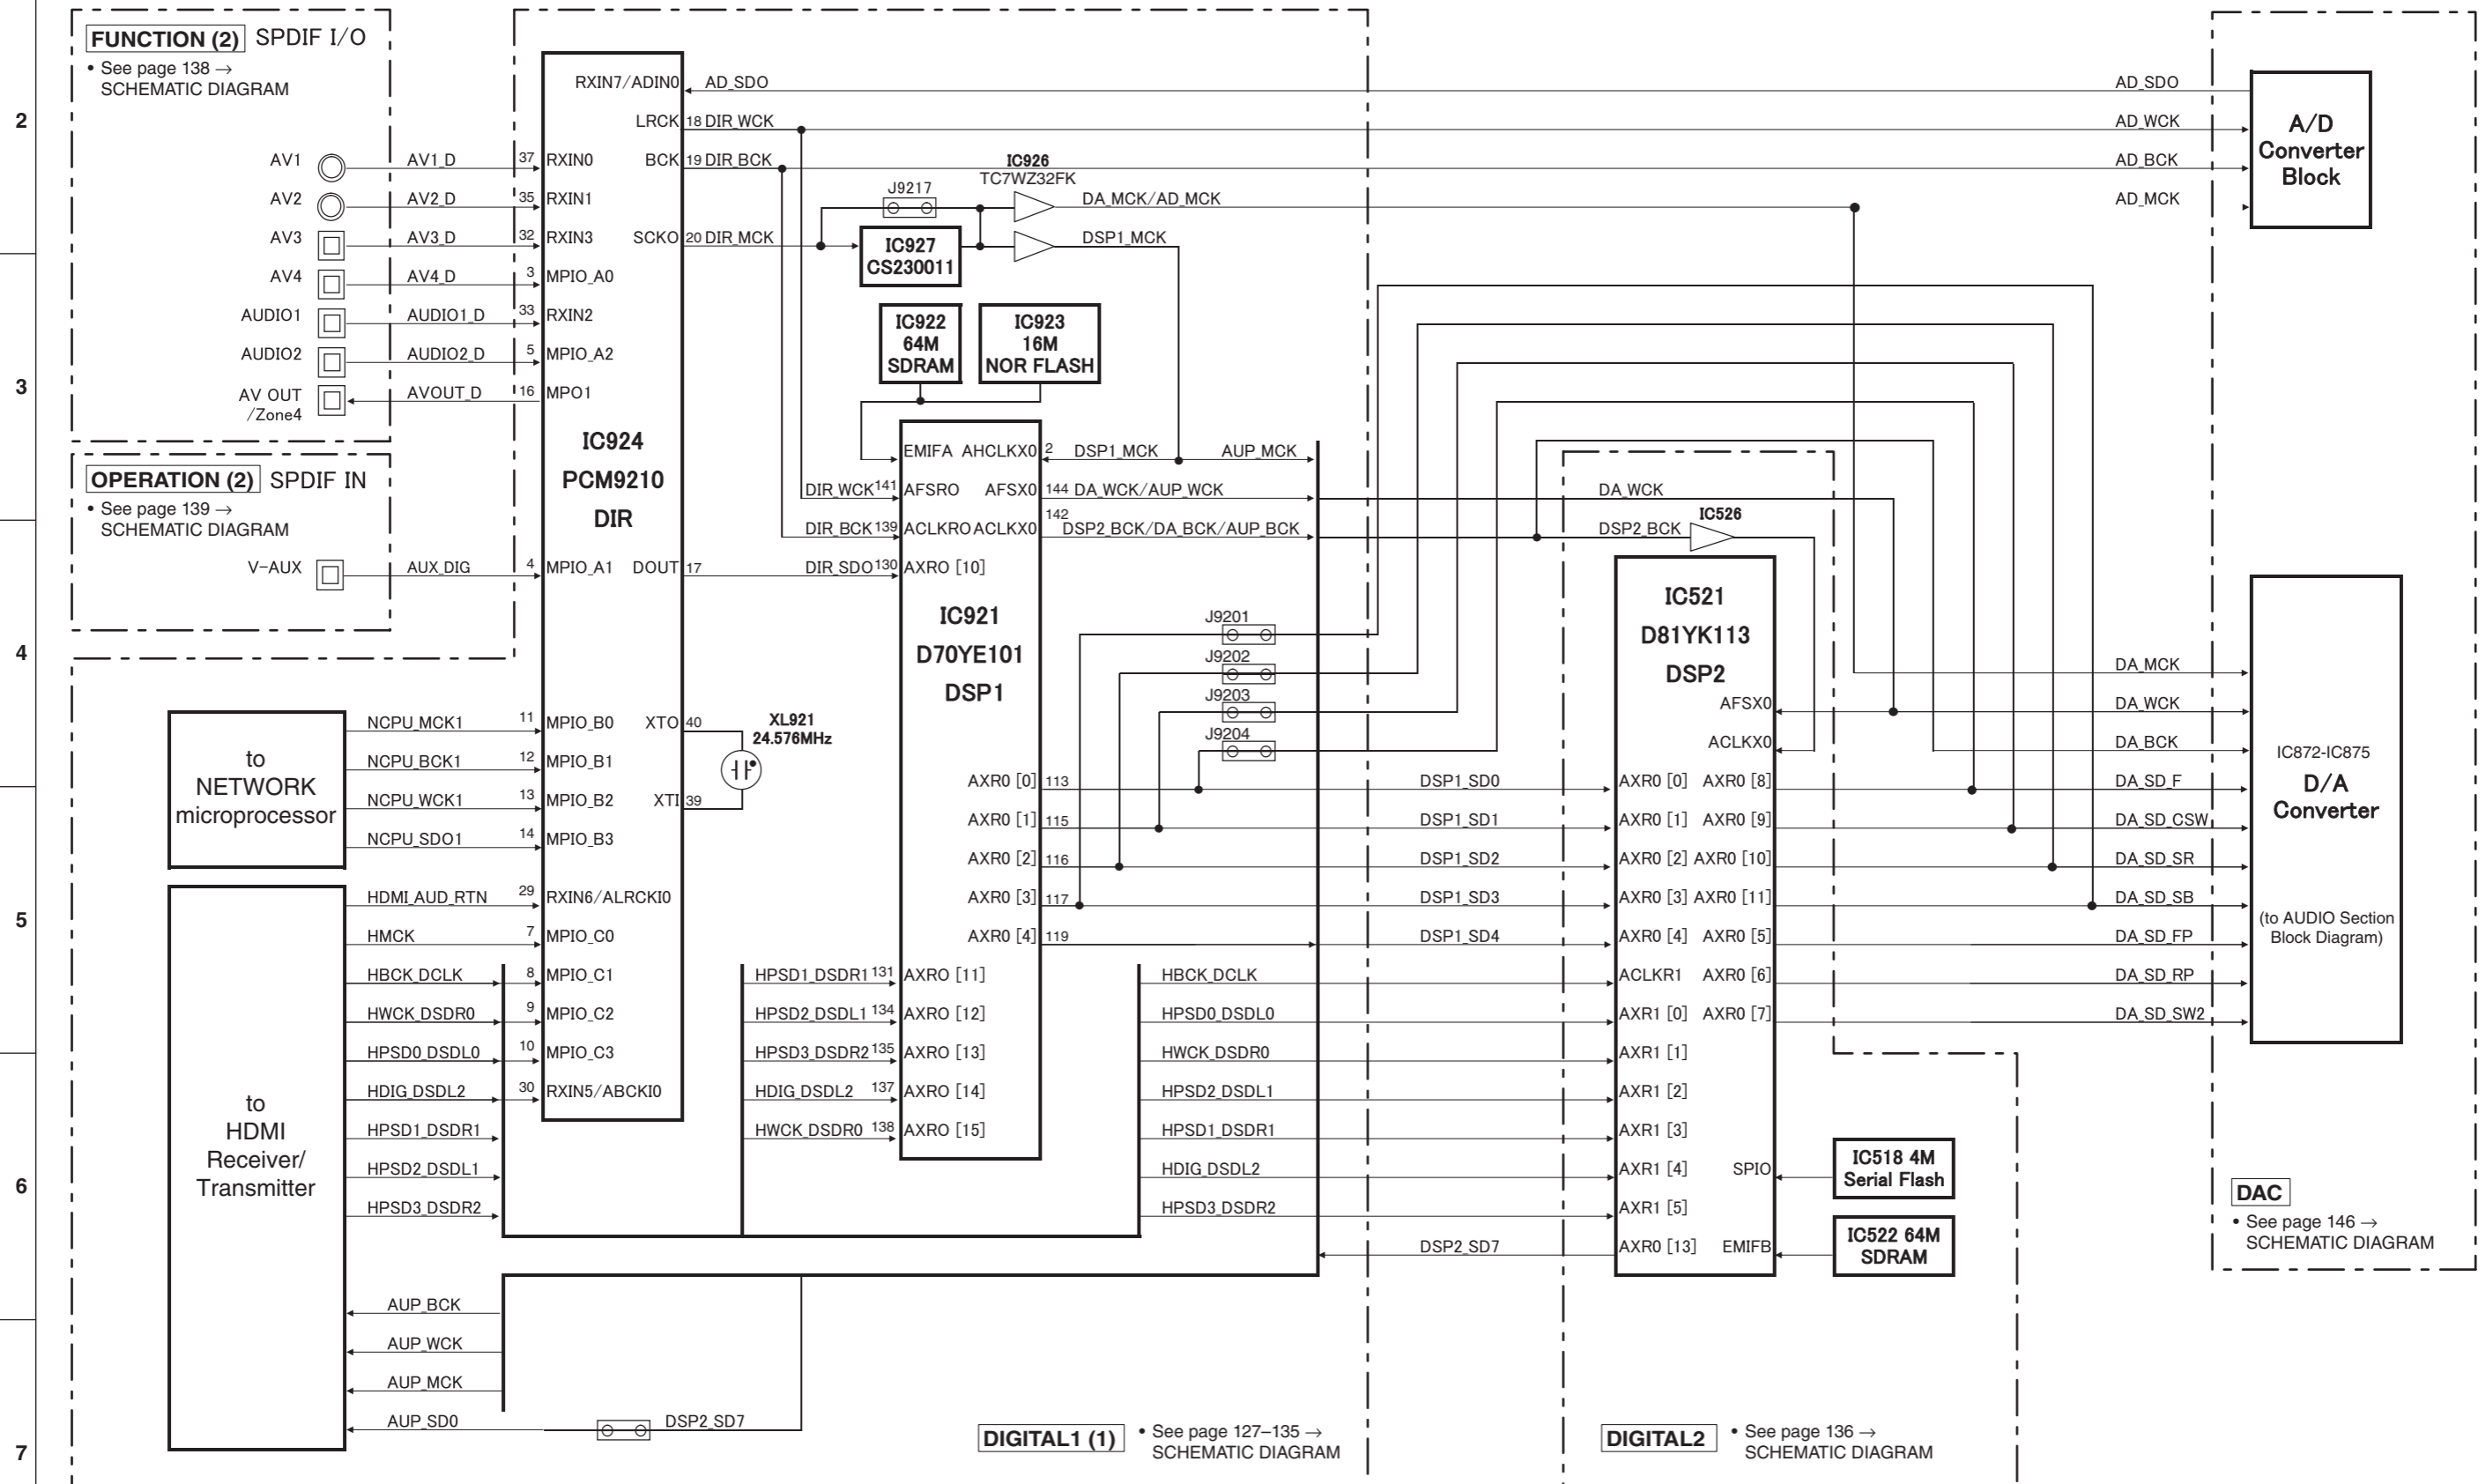 FUNCTION (2) SPDIF I/O
• See page 138 →
SCHEMATIC DIAGRAM
AV1 AV1_D 37 RXIN0
AV2 AV2_D 35 RXIN1
AV3 AV3_D 32 RXIN3
AV4 AV4_D 3 MPIO_A0
AUDIO1 AUDIO1_D 33 RXIN2
AUDIO2 AUDIO2_D 5 MPIO_A2
AV OUT
/Zone4 AVOUT_D 16 MPO1
OPERATION (2) SPDIF IN
• See page 139 →
SCHEMATIC DIAGRAM
V-AUX AUX_DIG 4 MPIO_A1
2
3
4
5
6
7
to
NETWORK
microprocessor
NCPU_MCK1 11 MPIO_B0
NCPU_BCK1 12 MPIO_B1
NCPU_WCK1 13 MPIO_B2
NCPU_SDO1 14 MPIO_B3
to
HDMI
Receiver/
Transmitter
HDMI_AUD_RTN 29 RXIN6/ALRCKI0
HMCK 7 MPIO_C0
HBCK_DCLK 8 MPIO_C1
HWCK_DSDR0 9 MPIO_C2
HPSD0_DSDL0 10 MPIO_C3
HDIG_DSDL2 30 RXIN5/ABCKI0
HPSD1_DSDR1
HPSD2_DSDL1
HPSD3_DSDR2
AUP_BCK
AUP_WCK
AUP_MCK
AUP_SD0 DSP2_SD7
IC924
PCM9210
DIR
RXIN7/ADIN0 AD_SDO
LRCK 18 DIR_WCK
BCK 19 DIR_BCK
SCKO 20 DIR_MCK
DOUT 17
XTO 40
XTI 39
XL921
24.576MHz
J9217
IC926
TC7WZ32FK
IC927
CS230011
DA_MCK/AD_MCK
DSP1_MCK
IC922
64M
SDRAM
IC923
16M
NOR FLASH
EMIFA AHCLKX0 2 DSP1_MCK AUP_MCK
DIR_WCK 141 AFSRO AFSX0 144 DA_WCK/AUP_WCK
DIR_BCK 139 ACLKRO ACLKX0 142 DSP2_BCK/DA_BCK/AUP_BCK
DIR_SDO 130 AXRO [10]
IC921
D70YE101
DSP1
AXR0 [0] 113
AXR0 [1] 115
AXR0 [2] 116
AXR0 [3] 117
AXR0 [4] 119
HPSD1_DSDR1 131 AXRO [11]
HPSD2_DSDL1 134 AXRO [12]
HPSD3_DSDR2 135 AXRO [13]
HDIG_DSDL2 137 AXRO [14]
HWCK_DSDR0 138 AXRO [15]
J9201
J9202
J9203
J9204
DA_WCK
DSP2_BCK
IC526
IC521
D81YK113
DSP2
AFSX0
ACLKX0
DSP1_SD0 AXR0 [0] AXR0 [8]
DSP1_SD1 AXR0 [1] AXR0 [9]
DSP1_SD2 AXR0 [2] AXR0 [10]
DSP1_SD3 AXR0 [3] AXR0 [11]
DSP1_SD4 AXR0 [4] AXR0 [5]
HBCK_DCLK ACLKR1 AXR0 [6]
HPSD0_DSDL0 AXR1 [0] AXR0 [7]
HWCK_DSDR0 AXR1 [1]
HPSD2_DSDL1 AXR1 [2]
HPSD1_DSDR1 AXR1 [3]
HDIG_DSDL2 AXR1 [4] SPIO
HPSD3_DSDR2 AXR1 [5]
DSP2_SD7 AXR0 [13] EMIFB
IC518 4M
Serial Flash
IC522 64M
SDRAM
AD_SDO
AD_WCK
AD_BCK
AD_MCK
A/D
Converter
Block
DA_MCK
DA_WCK
DA_BCK
DA_SD_F
DA_SD_CSW
DA_SD_SR
DA_SD_SB
DA_SD_FP
DA_SD_RP
DA_SD_SW2
IC872-IC875
D/A
Converter
(to AUDIO Section
Block Diagram)
DAC
• See page 146 →
SCHEMATIC DIAGRAM
DIGITAL1 (1) • See page 127–135 →
SCHEMATIC DIAGRAM
DIGITAL2 • See page 136 →
SCHEMATIC DIAGRAM